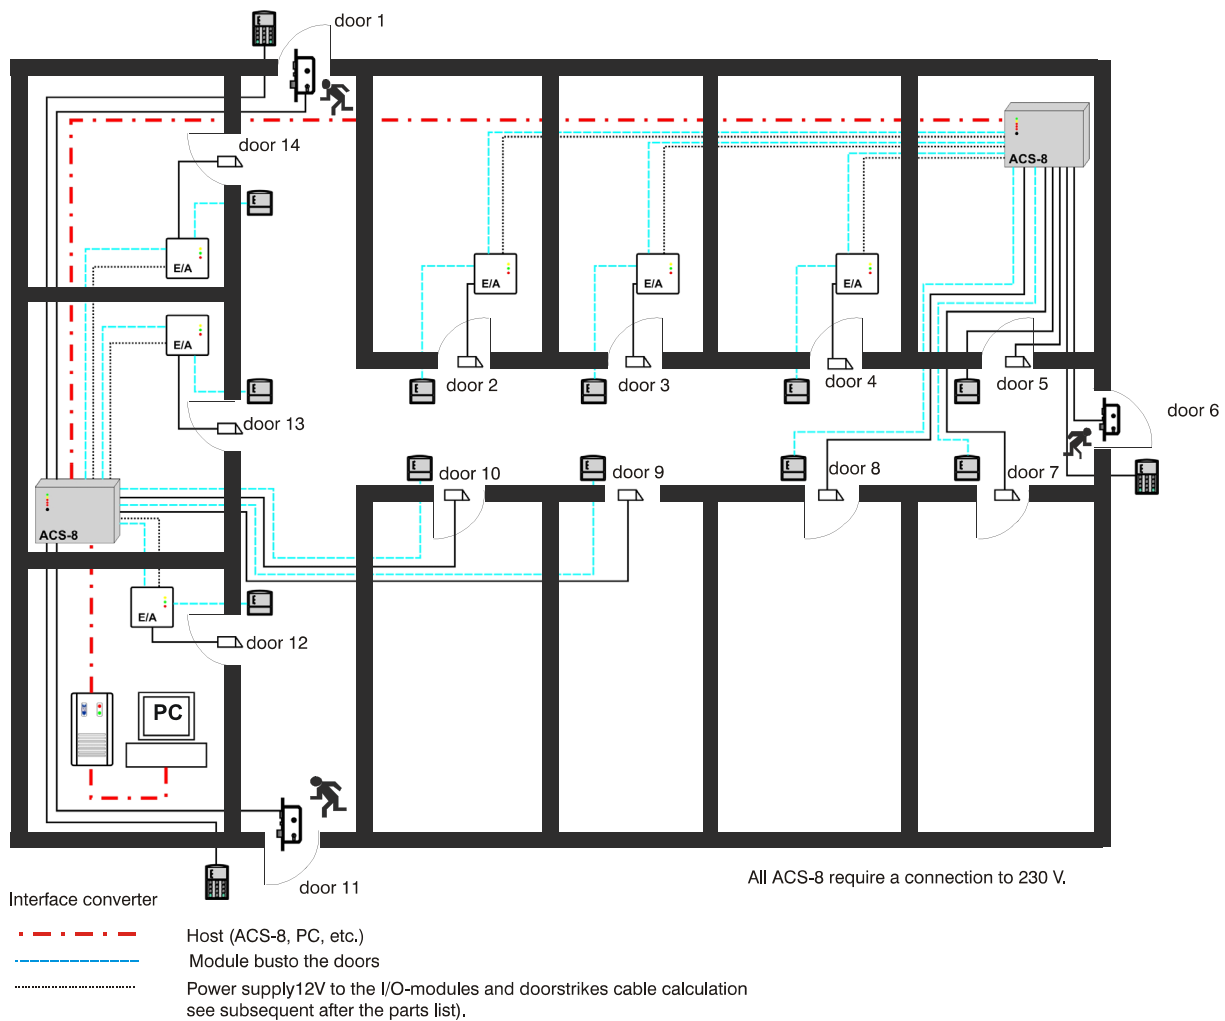 door 1
door 14
ACS-8
E/A
E/A
E/A
E/A
E/A
door 2
door 3
door 4
door 5
door 6
door 13
door 10
door 9
door 8
door 7
ACS-8
E/A
door 12
PC
door 11
All ACS-8 require a connection to 230 V.
Interface converter
Host (ACS-8, PC, etc.)
Module busto the doors
Power supply12V to the I/O-modules and doorstrikes cable calculation
see subsequent after the parts list).